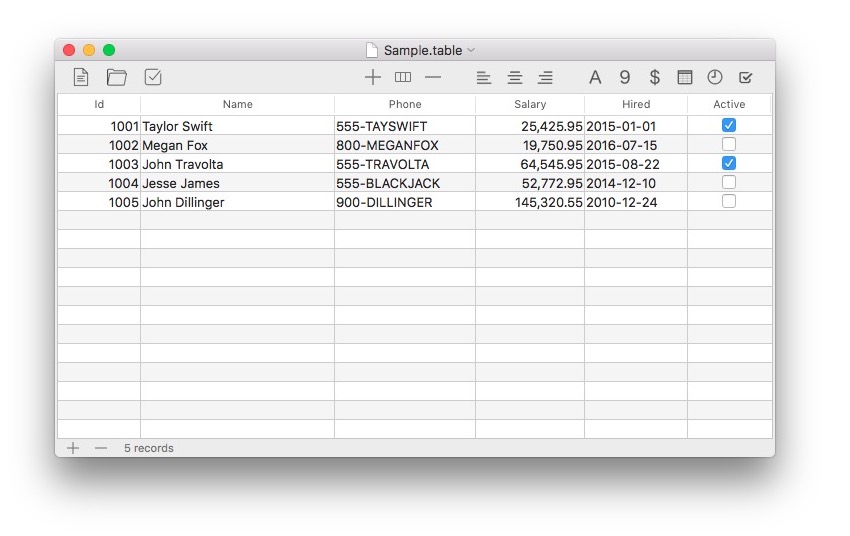 Sample.table
A 9 $
Id Name Phone Salary Hired Active
1001 Taylor Swift 555-TAYSWIFT 25,425.95 2015-01-01
1002 Megan Fox 800-MEGANFOX 19,750.95 2016-07-15
1003 John Travolta 555-TRAVOLTA 64,545.95 2015-08-22
1004 Jesse James 555-BLACKJACK 52,772.95 2014-12-10
1005 John Dillinger 900-DILLINGER 145,320.55 2010-12-24
5 records